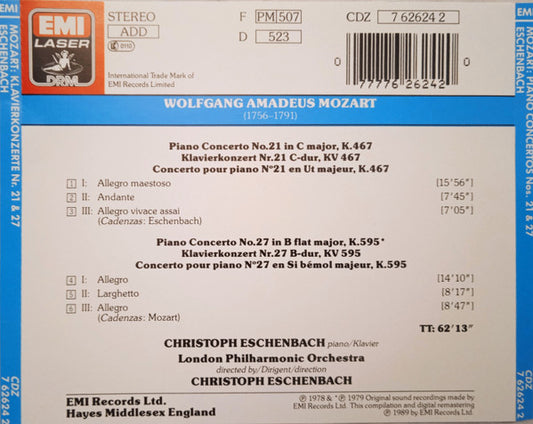 EMI
MOZART: KLAVIERKONZERTE Nr. 21 & 27
ESCHENBACH
CDZ
7 62624 2
EMI
LASER
DRM
STEREO
ADD
0110
International Trade Mark of
EMI Records Limited
F PM 507
D 523
CDZ 7 62624 2
0 77776 26242 0
WOLFGANG AMADEUS MOZART
(1756–1791)
Piano Concerto No.21 in C major, K.467
Klavierkonzert Nr.21 C-dur, KV 467
Concerto pour piano N°21 en Ut majeur, K.467
1 I: Allegro maestoso [15'56"]
2 II: Andante [7'45"]
3 III: Allegro vivace assai [7'05"]
(Cadenzas: Eschenbach)
Piano Concerto No.27 in B flat major, K.595*
Klavierkonzert Nr.27 B-dur, KV 595
Concerto pour piano N°27 en Si bémol majeur, K.595
4 I: Allegro [14'10"]
5 II: Larghetto [8'17"]
6 III: Allegro [8'47"]
(Cadenzas: Mozart)
TT: 62'13"
CHRISTOPH ESCHENBACH piano/Klavier
London Philharmonic Orchestra
directed by/Dirigent/direction
CHRISTOPH ESCHENBACH
EMI Records Ltd.
Hayes Middlesex England
℗ 1978 & *℗ 1979 Original sound recordings made by
EMI Records Ltd. This compilation and digital remastering
℗ 1989 by EMI Records Ltd.
EMI
MOZART: PIANO CONCERTOS Nos. 21 & 27
ESCHENBACH
CDZ
7 62624 2